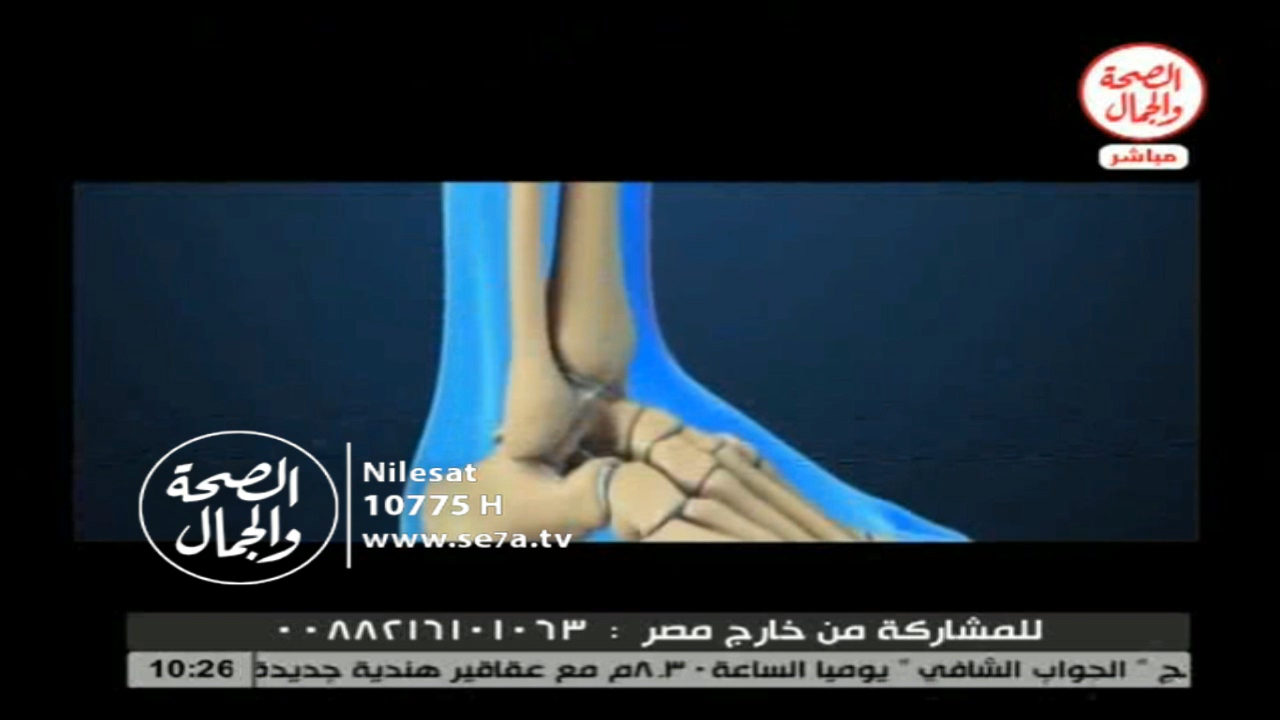 الصحة
والجمال
مباشر
الصحة
والجمال
Nilesat
10775 H
www.se7a.tv
للمشاركة من خارج مصر : ٠٠٨٨٢١٦١٠١٠٦٣
ج " الجواب الشافي " يوميا الساعة ٨.٣٠م مع عقاقير هندية جديدة
10:26